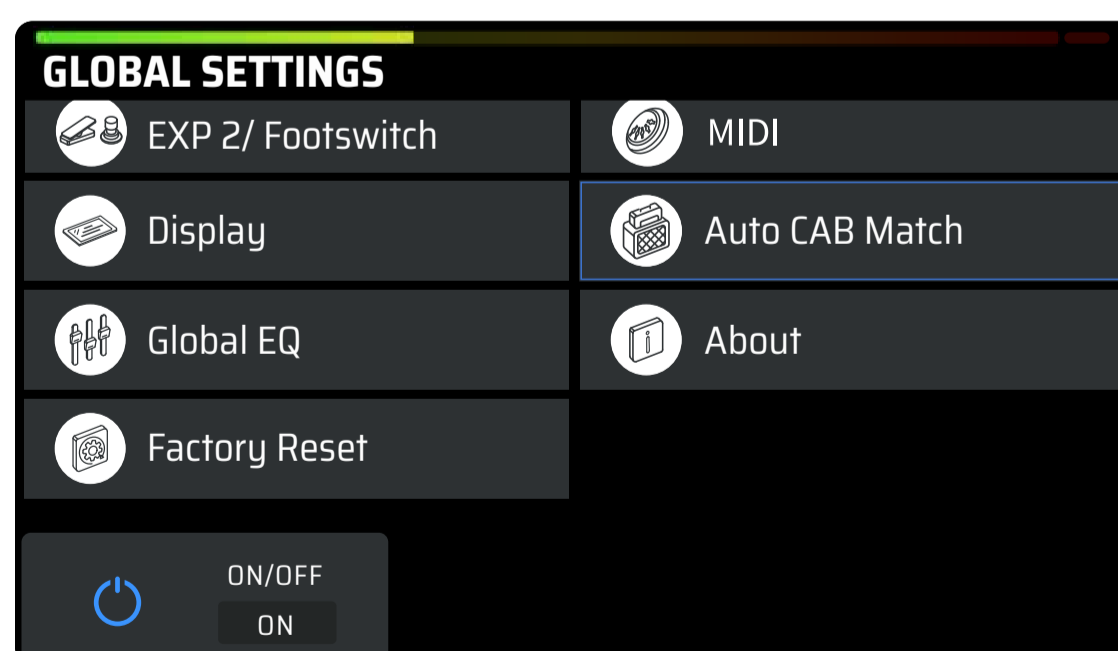 GLOBAL SETTINGS
EXP 2/ Footswitch
MIDI
Display
Auto CAB Match
Global EQ
About
Factory Reset
ON/OFF
ON